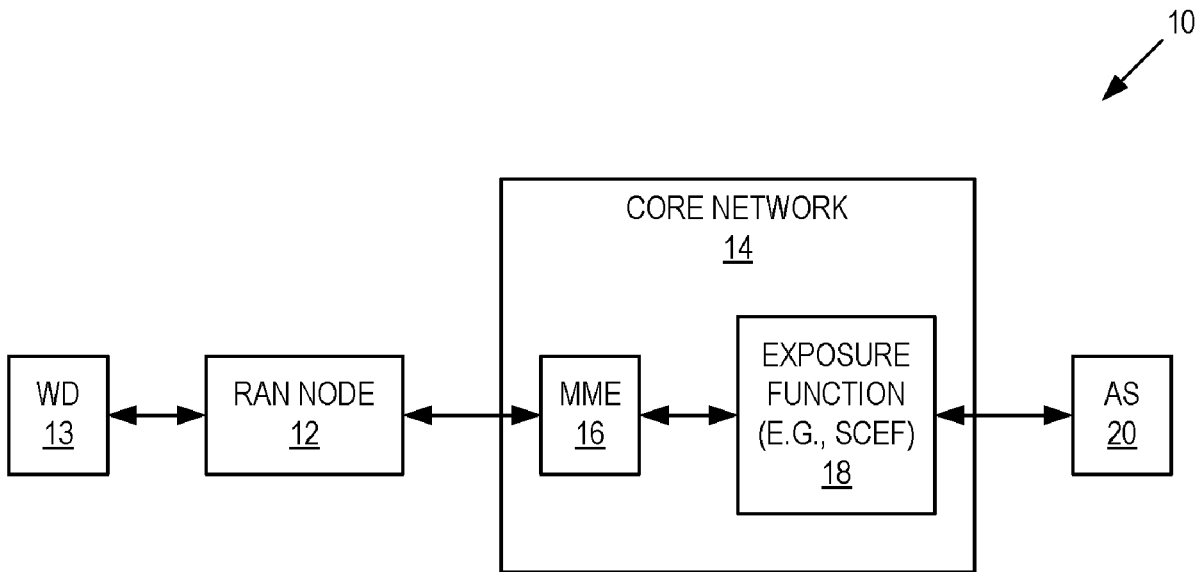 10
CORE NETWORK
14
WD
13
RAN NODE
12
MME
16
EXPOSURE
FUNCTION
(E.G., SCEF)
18
AS
20